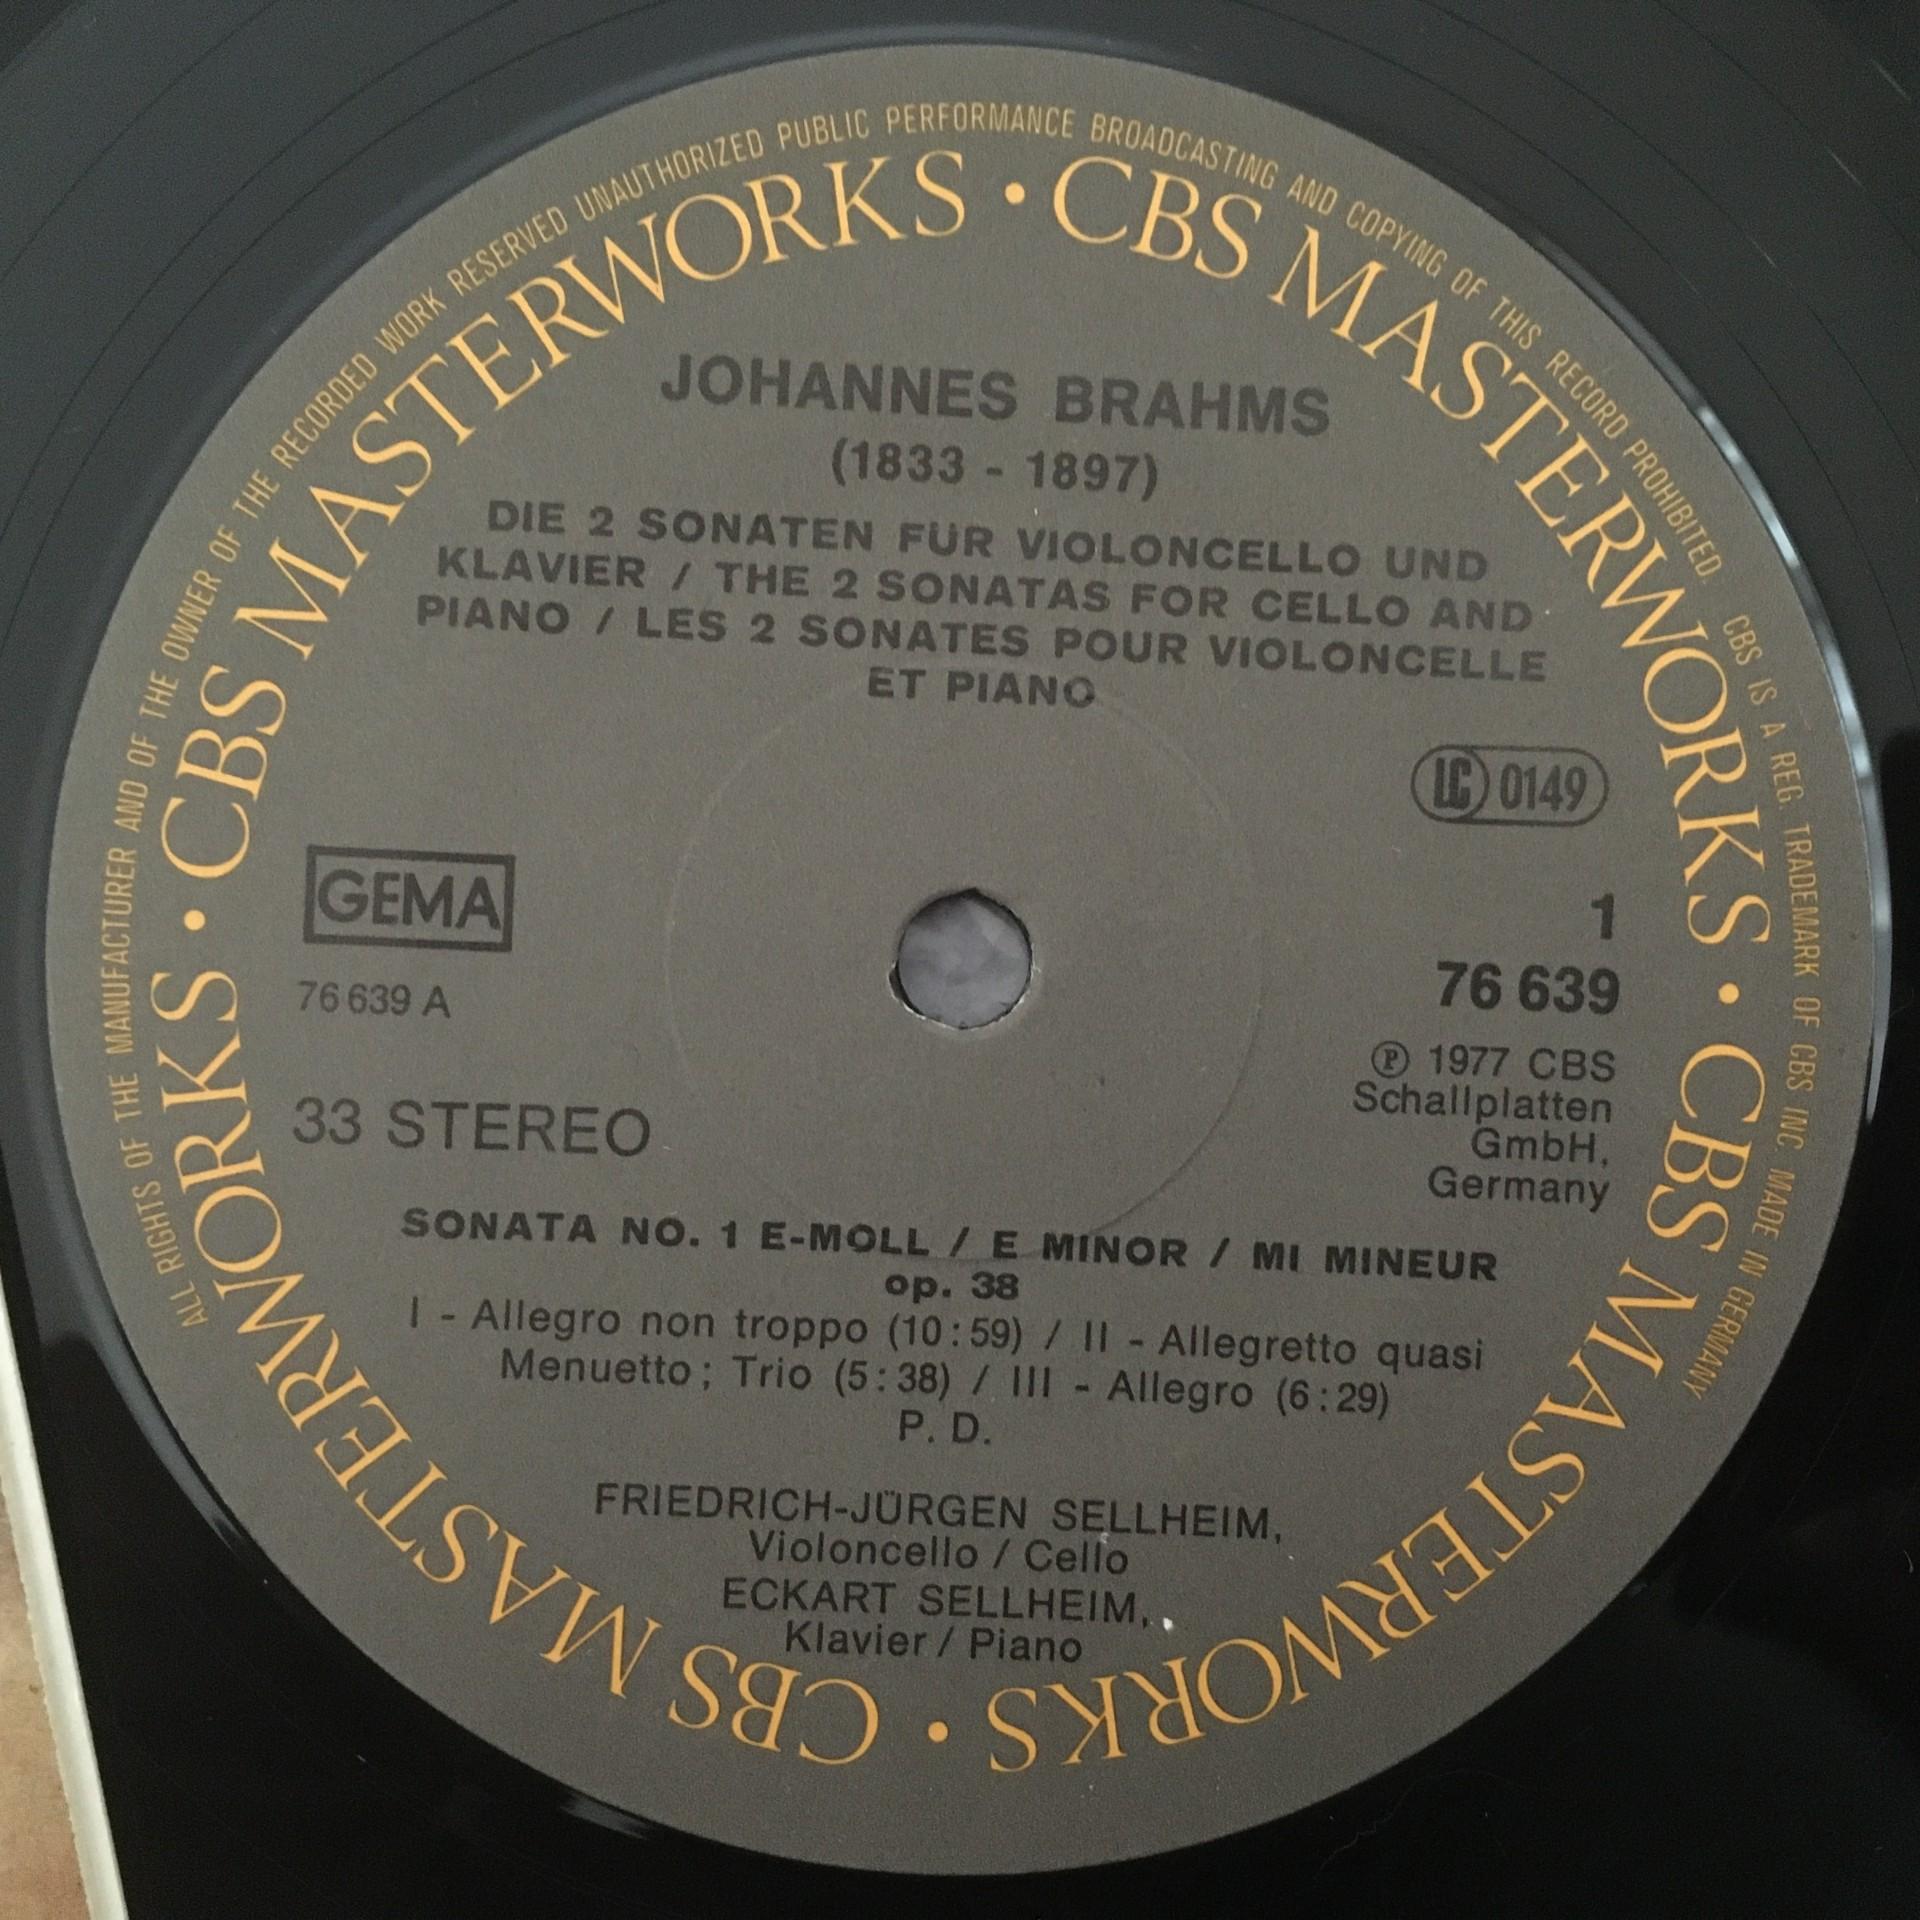 ALL RIGHTS OF THE MANUFACTURER AND OF THE OWNER OF THE RECORDED WORK RESERVED UNAUTHORIZED PUBLIC PERFORMANCE BROADCASTING AND COPYING OF THIS RECORD PROHIBITED. CBS IS A REG. TRADEMARK OF CBS INC. MADE IN GERMANY
CBS MASTERWORKS • CBS MASTERWORKS • CBS MASTERWORKS • CBS MASTERWORKS •
JOHANNES BRAHMS
(1833 - 1897)
DIE 2 SONATEN FÜR VIOLONCELLO UND
KLAVIER / THE 2 SONATAS FOR CELLO AND
PIANO / LES 2 SONATES POUR VIOLONCELLE
ET PIANO
LC 0149
GEMA
1
76 639 A
76 639
℗ 1977 CBS
Schallplatten
GmbH,
Germany
33 STEREO
SONATA NO. 1 E-MOLL / E MINOR / MI MINEUR
op. 38
I - Allegro non troppo (10:59) / II - Allegretto quasi
Menuetto; Trio (5:38) / III - Allegro (6:29)
P. D.
FRIEDRICH-JÜRGEN SELLHEIM,
Violoncello / Cello
ECKART SELLHEIM,
Klavier / Piano